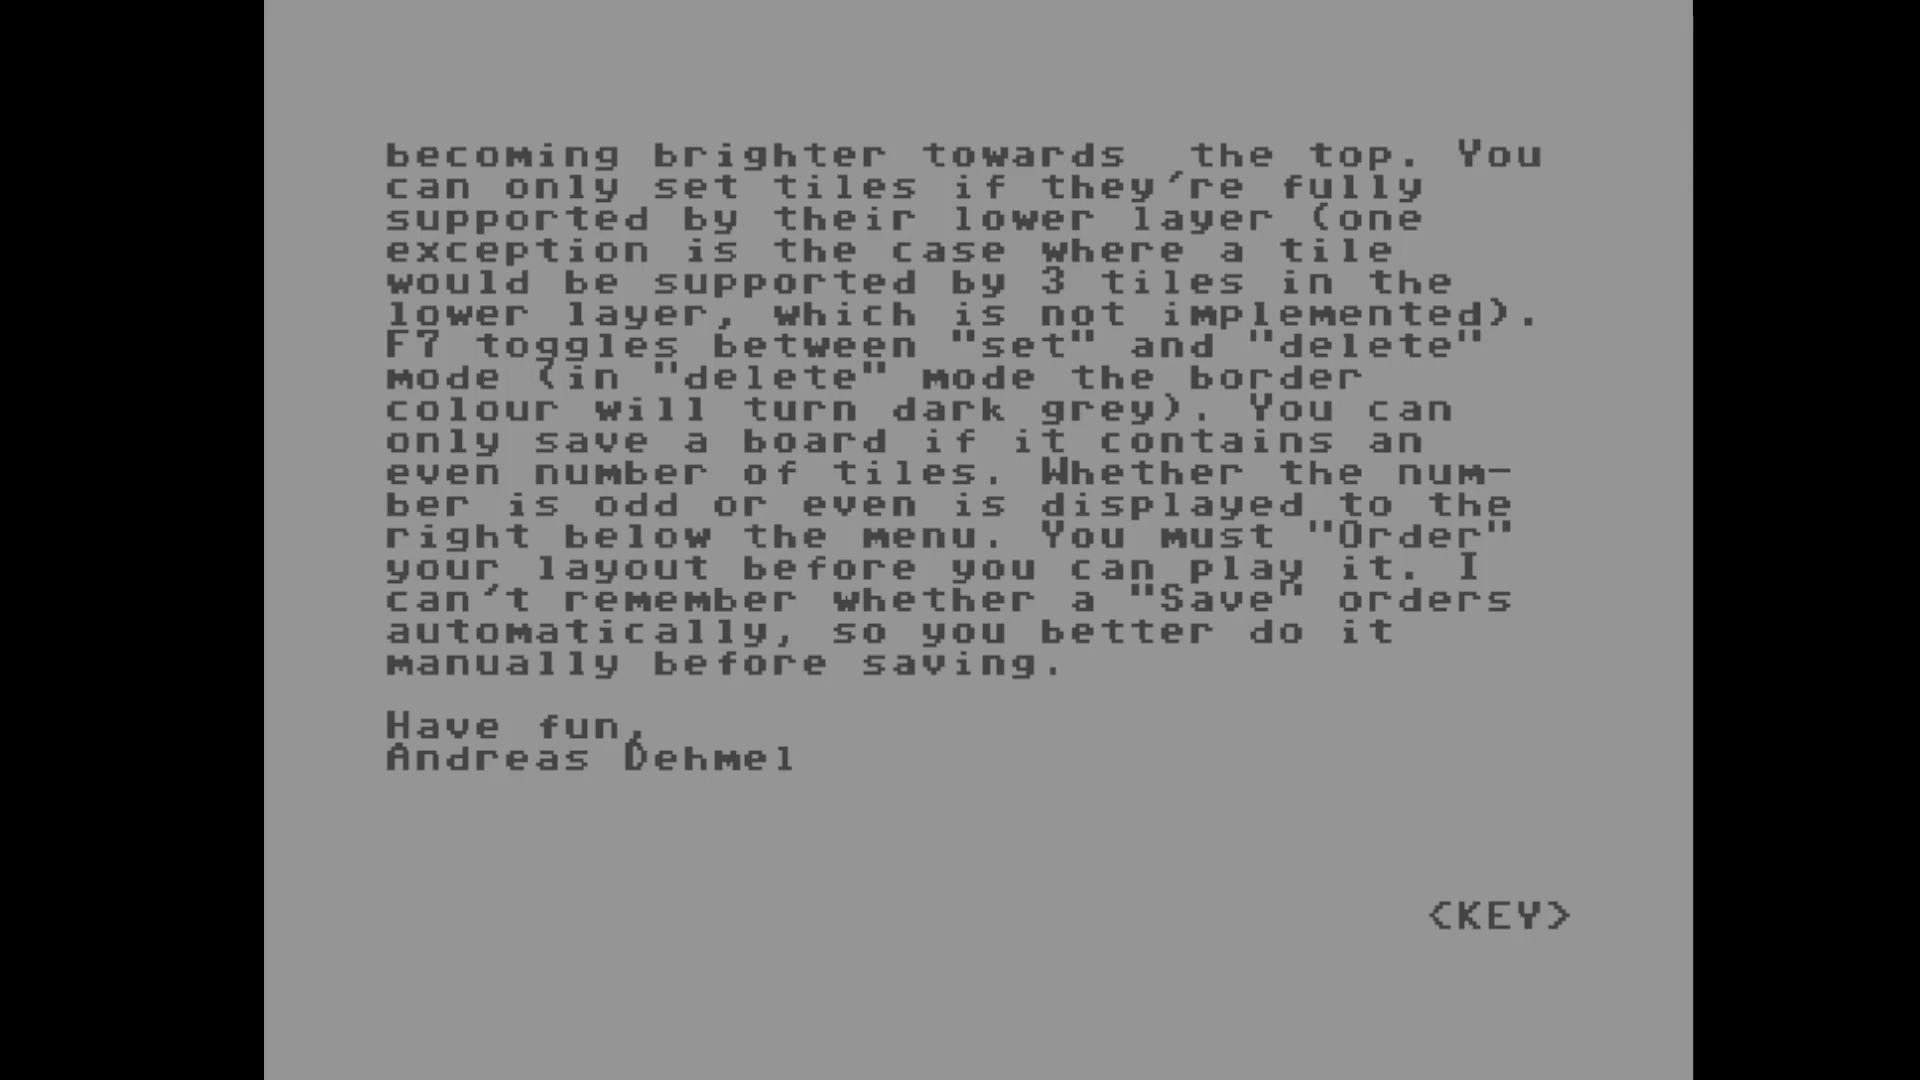 becoming brighter towards  the top. You
can only set tiles if they're fully
supported by their lower layer (one
exception is the case where a tile
would be supported by 3 tiles in the
lower layer, which is not implemented).
F7 toggles between "set" and "delete"
mode (in "delete" mode the border
colour will turn dark grey). You can
only save a board if it contains an
even number of tiles. Whether the num-
ber is odd or even is displayed to the
right below the menu. You must "Order"
your layout before you can play it. I
can't remember whether a "Save" orders
automatically, so you better do it
manually before saving.
Have fun,
Andreas Dehmel
<KEY>